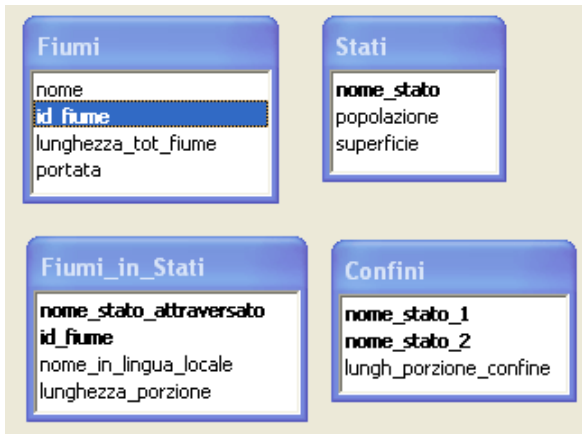 Fiumi
nome
id_fiume
lunghezza_tot_fiume
portata
Stati
nome_stato
popolazione
superficie
Fiumi_in_Stati
nome_stato_attraversato
id_fiume
nome_in_lingua_locale
lunghezza_porzione
Confini
nome_stato_1
nome_stato_2
lungh_porzione_confine